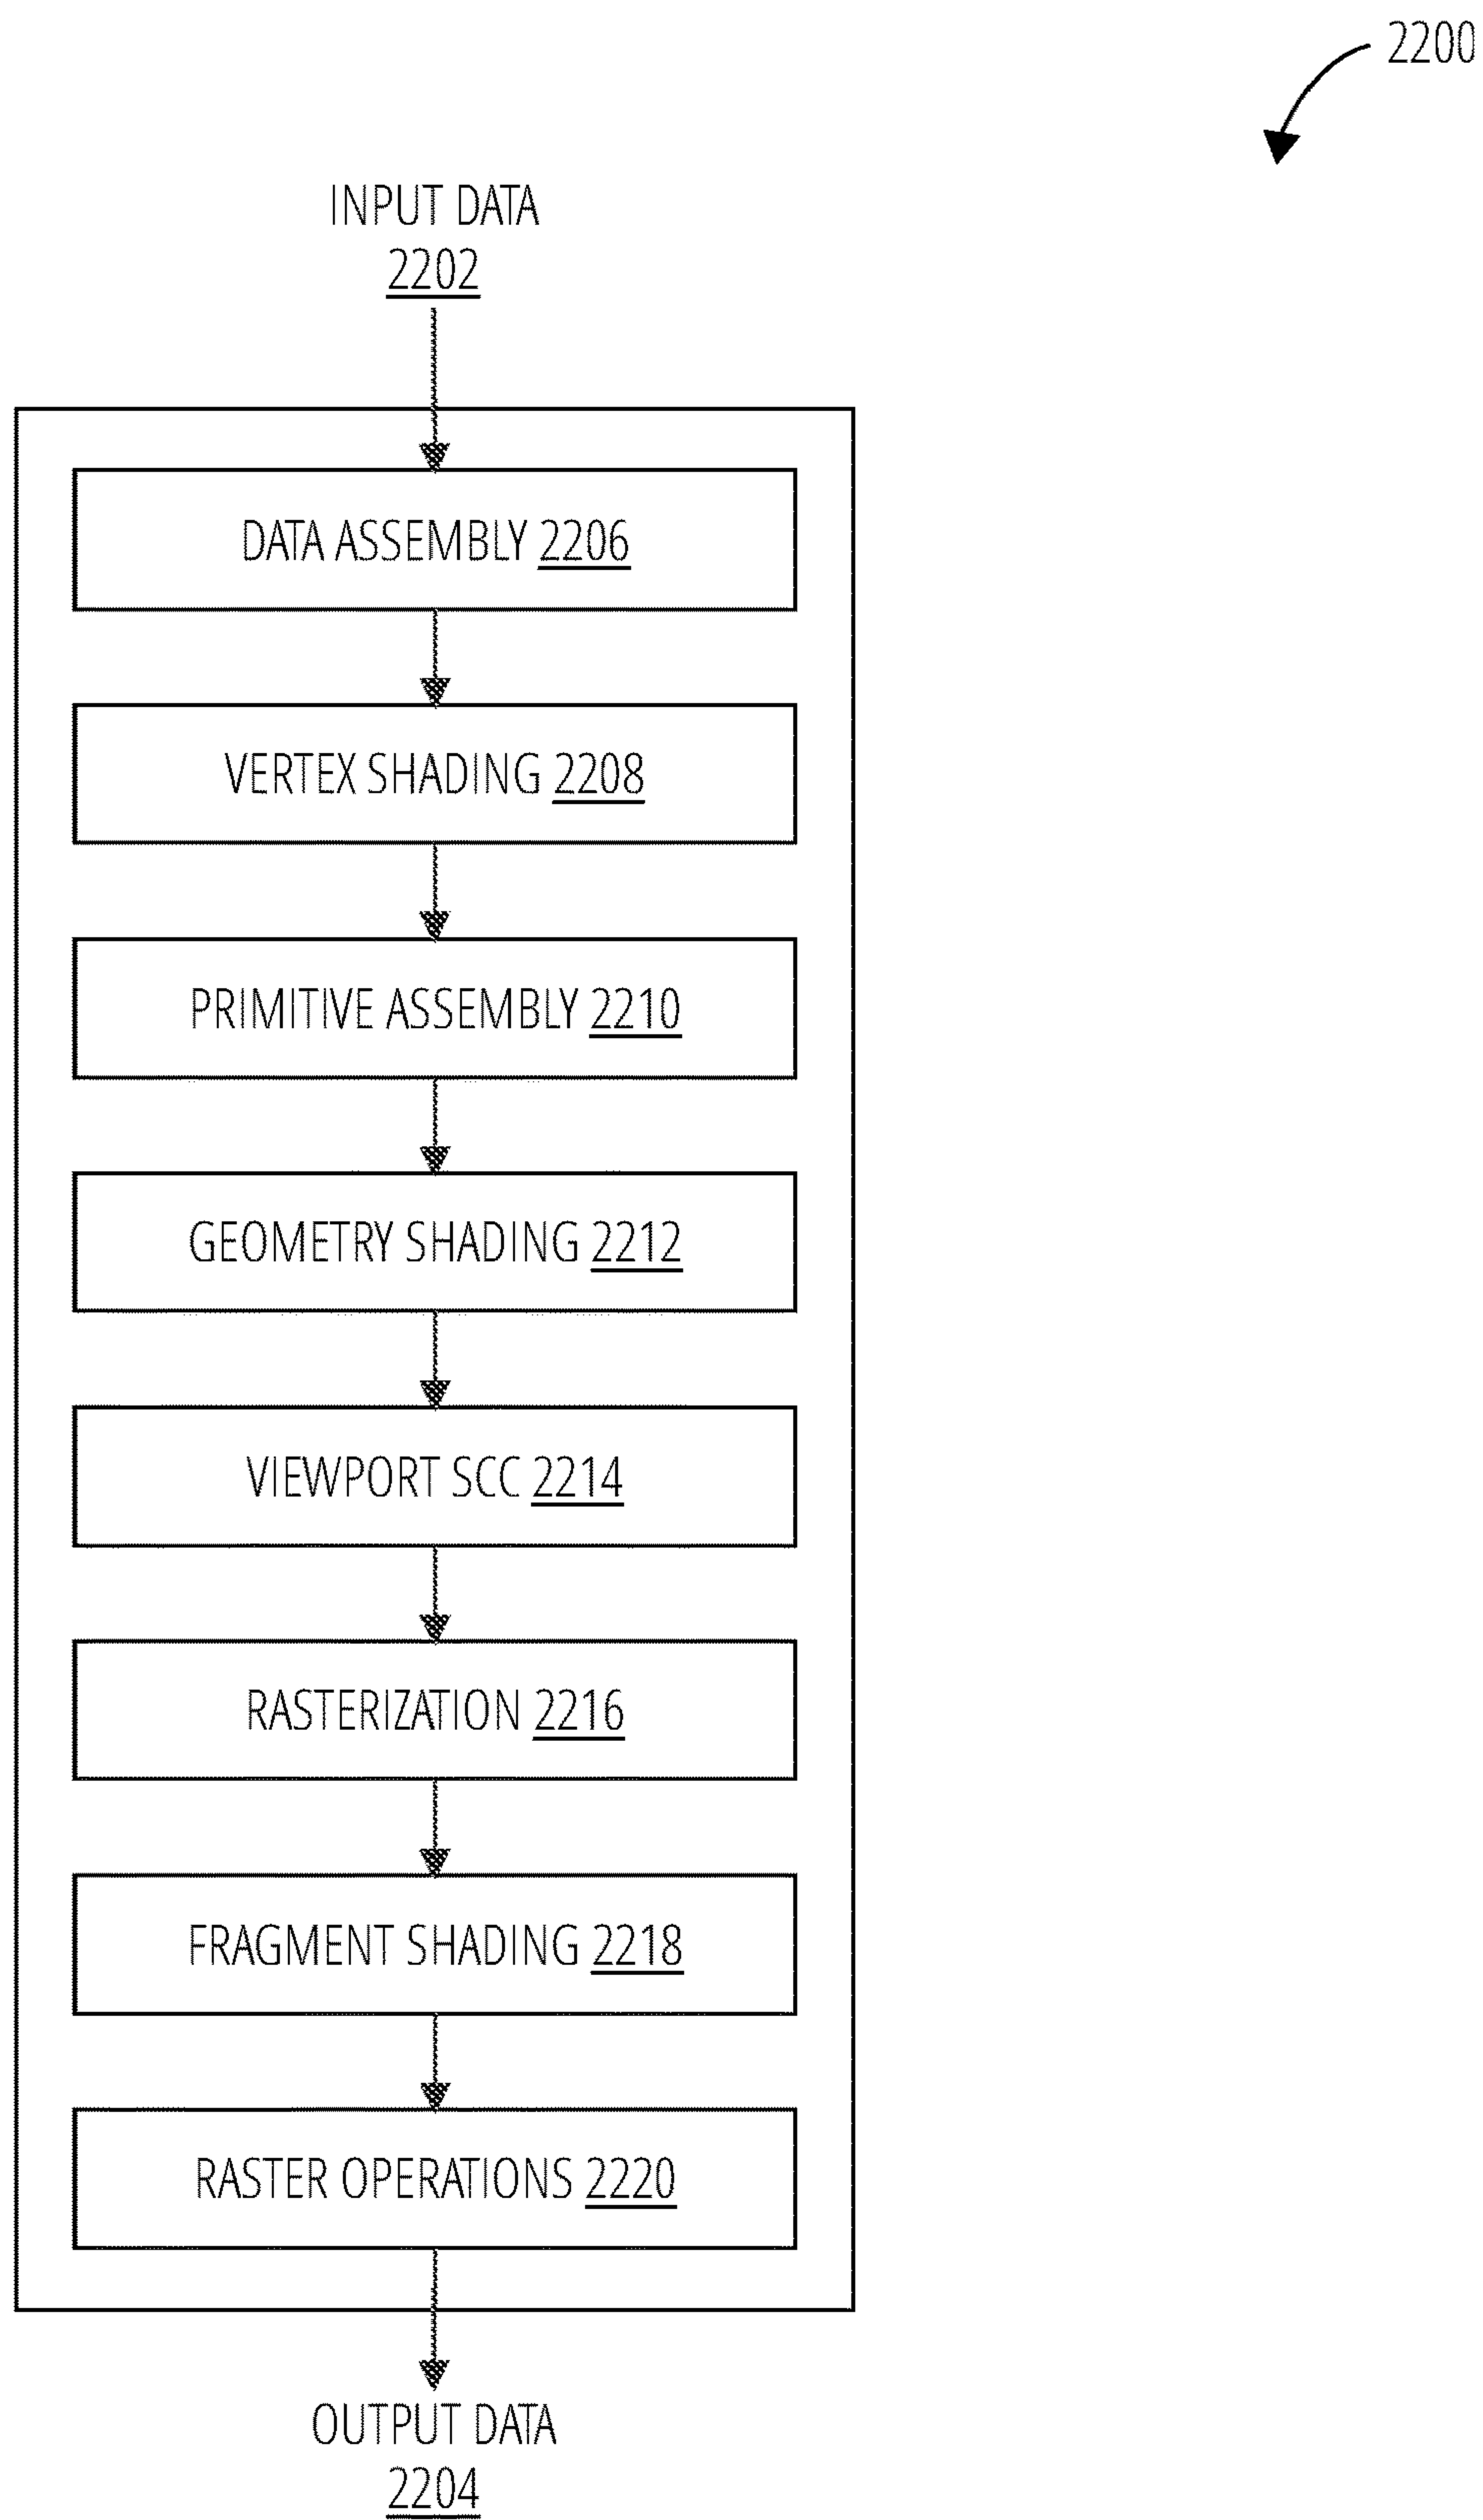 2200
INPUT DATA
2202
DATA ASSEMBLY 2206
VERTEX SHADING 2208
PRIMITIVE ASSEMBLY 2210
GEOMETRY SHADING 2212
VIEWPORT SCC 2214
RASTERIZATION 2216
FRAGMENT SHADING 2218
RASTER OPERATIONS 2220
OUTPUT DATA
2204